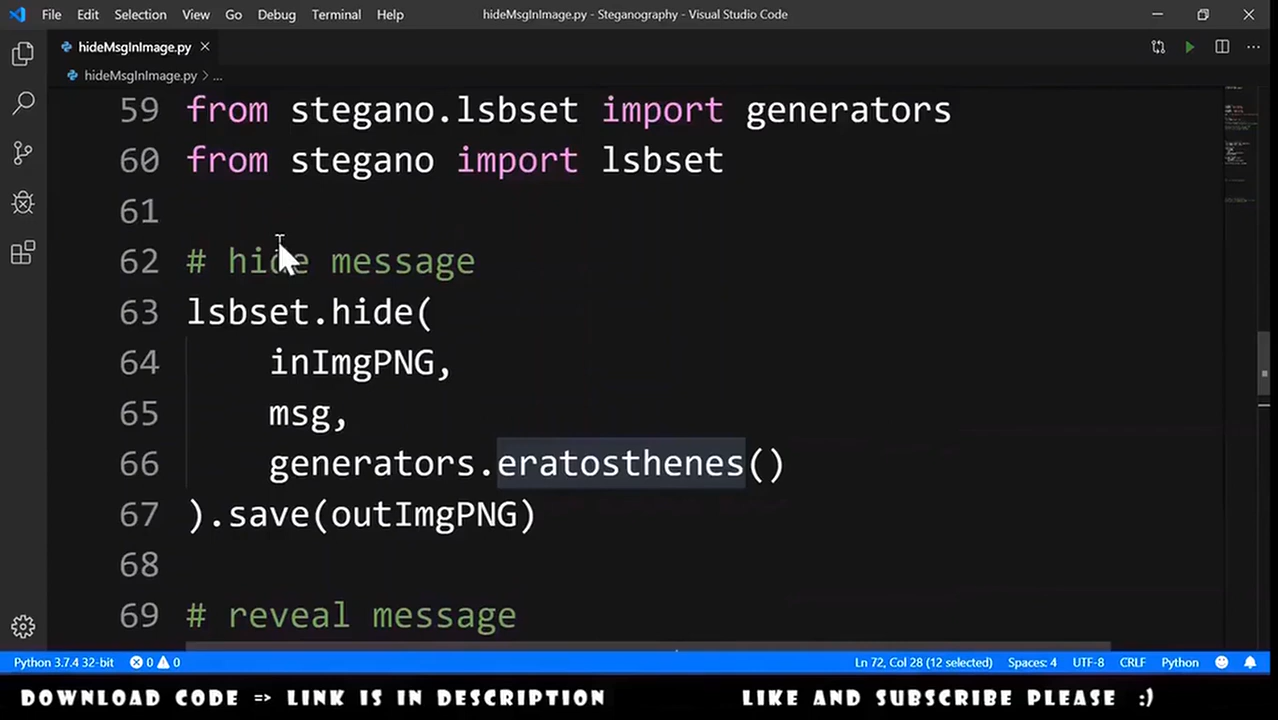 File Edit Selection View Go Debug Terminal Help hideMsgInImage.py - Steganography - Visual Studio Code
hideMsgInImage.py
hideMsgInImage.py > ...
59 from stegano.lsbset import generators
60 from stegano import lsbset
61
62 # hide message
63 lsbset.hide(
64 inImgPNG,
65 msg,
66 generators.eratosthenes()
67 ).save(outImgPNG)
68
69 # reveal message
Python 3.7.4 32-bit 0 0 Ln 72, Col 28 (12 selected) Spaces: 4 UTF-8 CRLF Python
DOWNLOAD CODE => LINK IS IN DESCRIPTION LIKE AND SUBSCRIBE PLEASE :)